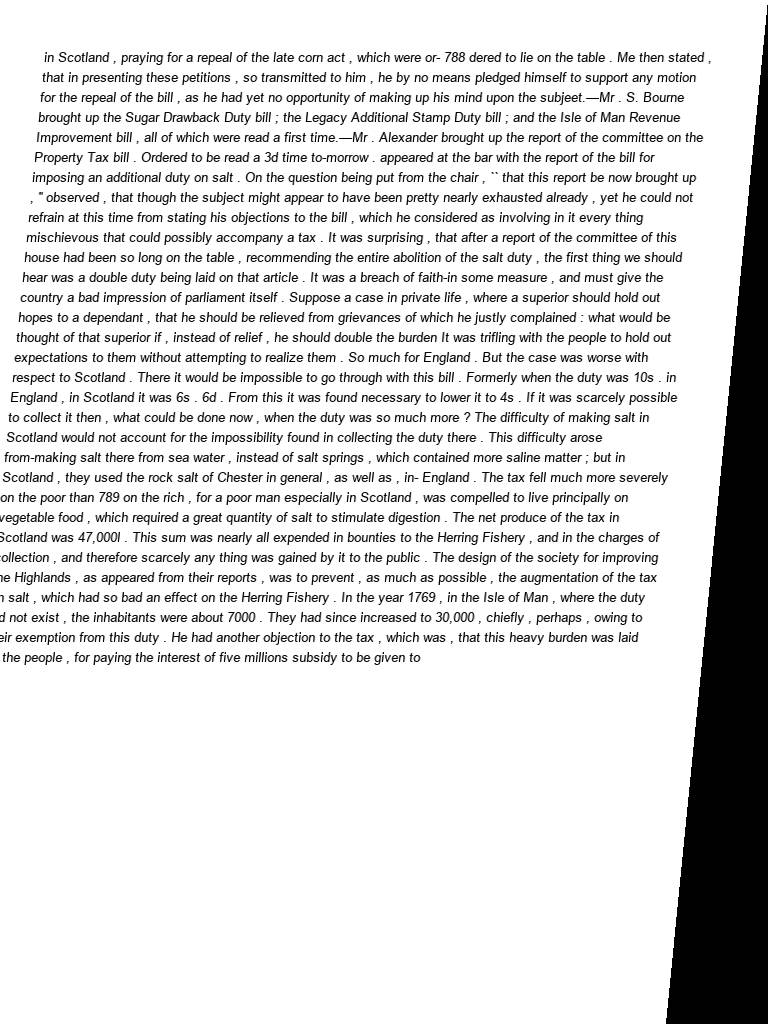 in Scotland , praying for a repeal of the late corn act , which were or- 788 dered to lie on the table . Me then stated ,
that in presenting these petitions , so transmitted to him , he by no means pledged himself to support any motion
for the repeal of the bill , as he had yet no opportunity of making up his mind upon the subjeet.—Mr . S. Bourne
brought up the Sugar Drawback Duty bill ; the Legacy Additional Stamp Duty bill ; and the Isle of Man Revenue
Improvement bill , all of which were read a first time.—Mr . Alexander brought up the report of the committee on the
Property Tax bill . Ordered to be read a 3d time to-morrow . appeared at the bar with the report of the bill for
imposing an additional duty on salt . On the question being put from the chair , `` that this report be now brought up
, " observed , that though the subject might appear to have been pretty nearly exhausted already , yet he could not
refrain at this time from stating his objections to the bill , which he considered as involving in it every thing
mischievous that could possibly accompany a tax . It was surprising , that after a report of the committee of this
house had been so long on the table , recommending the entire abolition of the salt duty , the first thing we should
hear was a double duty being laid on that article . It was a breach of faith-in some measure , and must give the
country a bad impression of parliament itself . Suppose a case in private life , where a superior should hold out
hopes to a dependant , that he should be relieved from grievances of which he justly complained : what would be
thought of that superior if , instead of relief , he should double the burden It was trifling with the people to hold out
expectations to them without attempting to realize them . So much for England . But the case was worse with
respect to Scotland . There it would be impossible to go through with this bill . Formerly when the duty was 10s . in
England , in Scotland it was 6s . 6d . From this it was found necessary to lower it to 4s . If it was scarcely possible
to collect it then , what could be done now , when the duty was so much more ? The difficulty of making salt in
Scotland would not account for the impossibility found in collecting the duty there . This difficulty arose
from-making salt there from sea water , instead of salt springs , which contained more saline matter ; but in
Scotland , they used the rock salt of Chester in general , as well as , in- England . The tax fell much more severely
on the poor than 789 on the rich , for a poor man especially in Scotland , was compelled to live principally on
vegetable food , which required a great quantity of salt to stimulate digestion . The net produce of the tax in
Scotland was 47,000l . This sum was nearly all expended in bounties to the Herring Fishery , and in the charges of
collection , and therefore scarcely any thing was gained by it to the public . The design of the society for improving
Highlands , as appeared from their reports , was to prevent , as much as possible , the augmentation of the tax
salt , which had so bad an effect on the Herring Fishery . In the year 1769 , in the Isle of Man , where the duty
not exist , the inhabitants were about 7000 . They had since increased to 30,000 , chiefly , perhaps , owing to
exemption from this duty . He had another objection to the tax , which was , that this heavy burden was laid
the people , for paying the interest of five millions subsidy to be given to